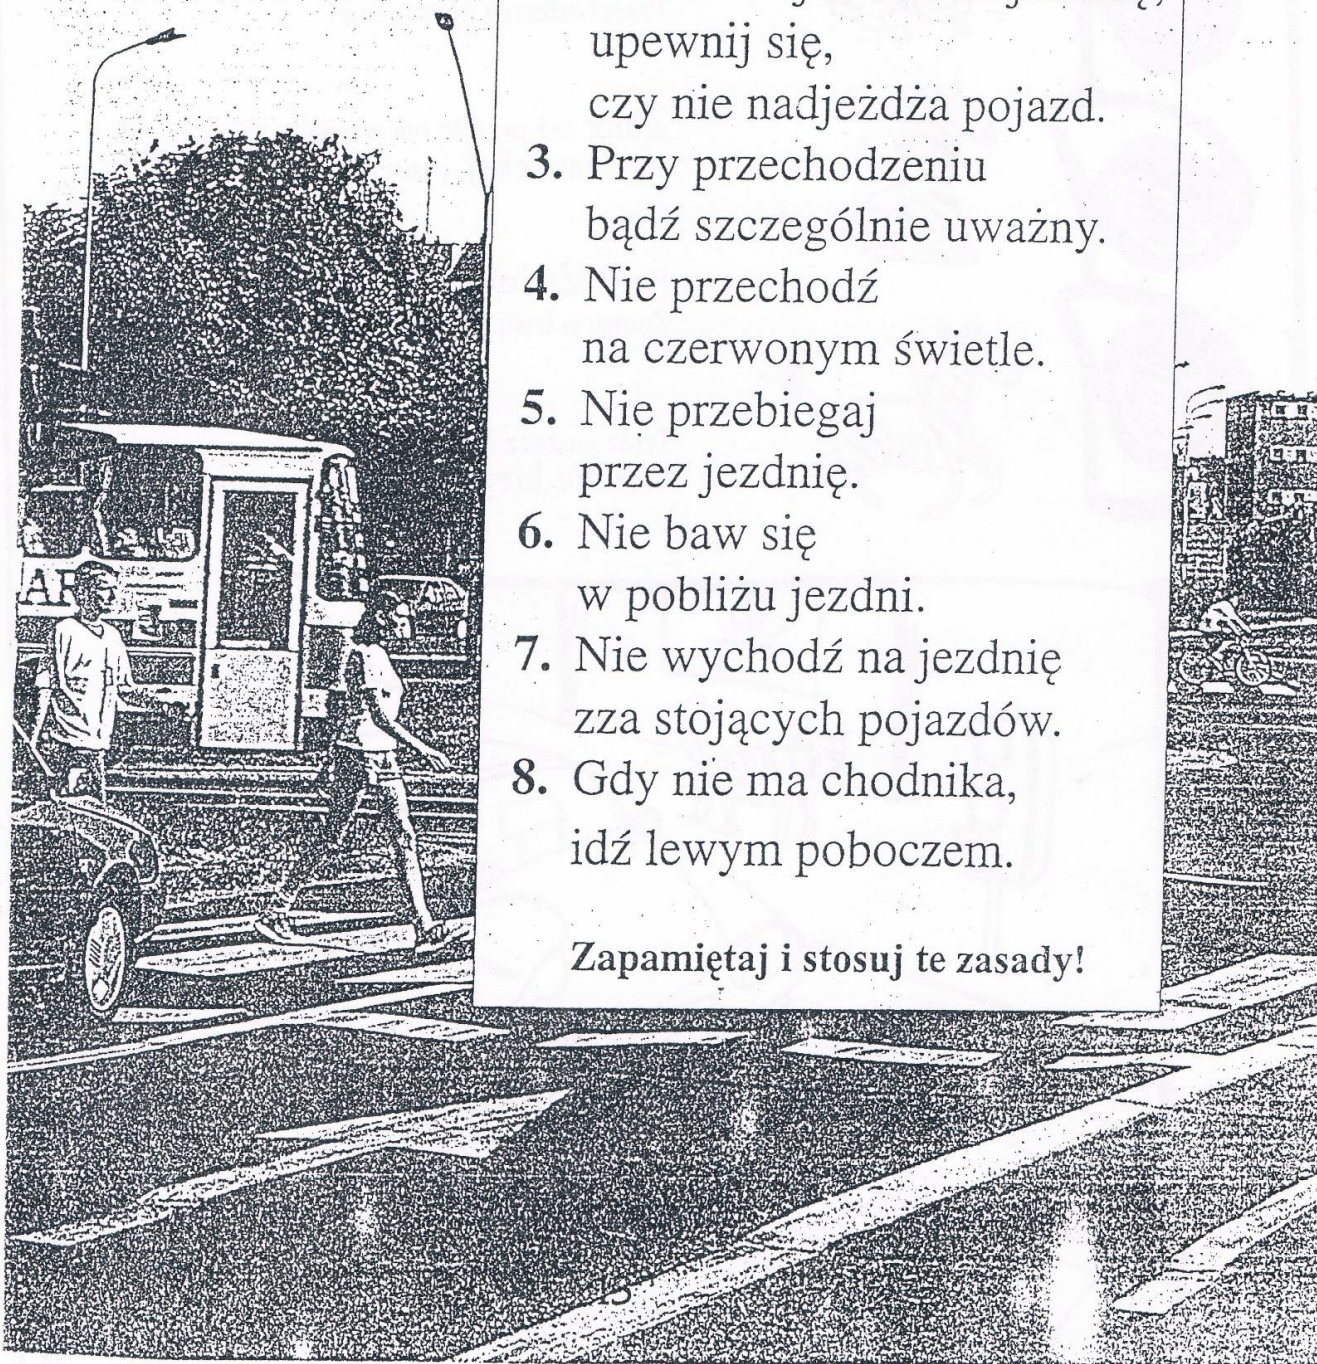 upewnij się,
czy nie nadjeżdża pojazd.
3. Przy przechodzeniu
bądź szczególnie uważny.
4. Nie przechodź
na czerwonym świetle.
5. Nie przebiegaj
przez jezdnię.
6. Nie baw się
w pobliżu jezdni.
7. Nie wychodź na jezdnię
zza stojących pojazdów.
8. Gdy nie ma chodnika,
idź lewym poboczem.
Zapamiętaj i stosuj te zasady!